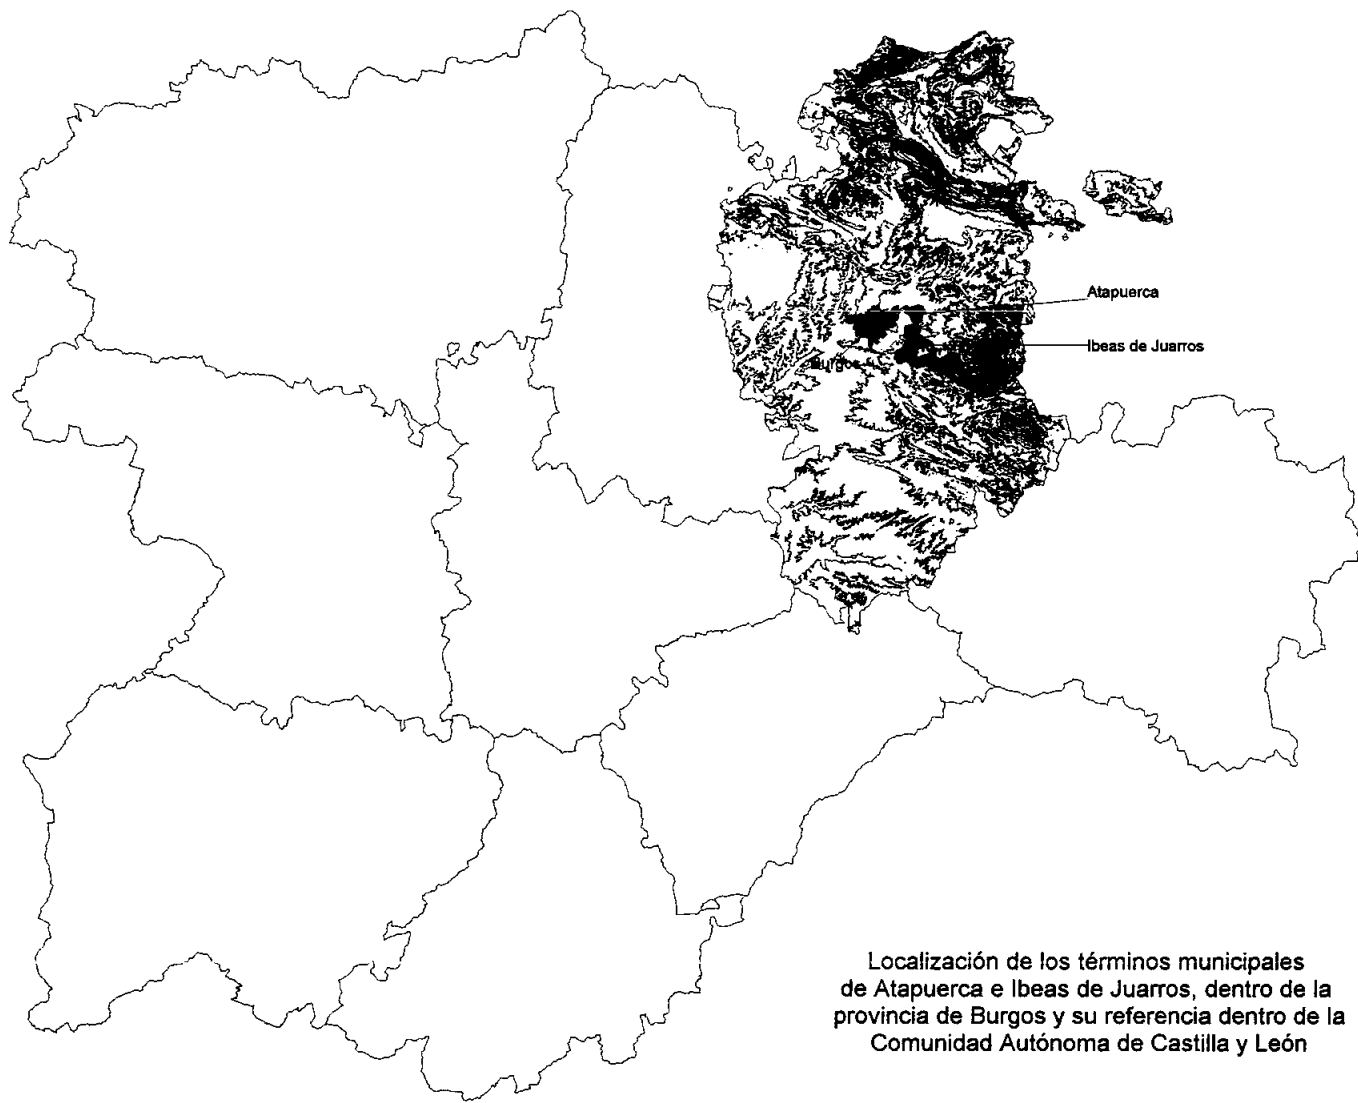 Atapuerca
Ibeas de Juarros
Burgos
Localización de los términos municipales
de Atapuerca e Ibeas de Juarros, dentro de la
provincia de Burgos y su referencia dentro de la
Comunidad Autónoma de Castilla y León